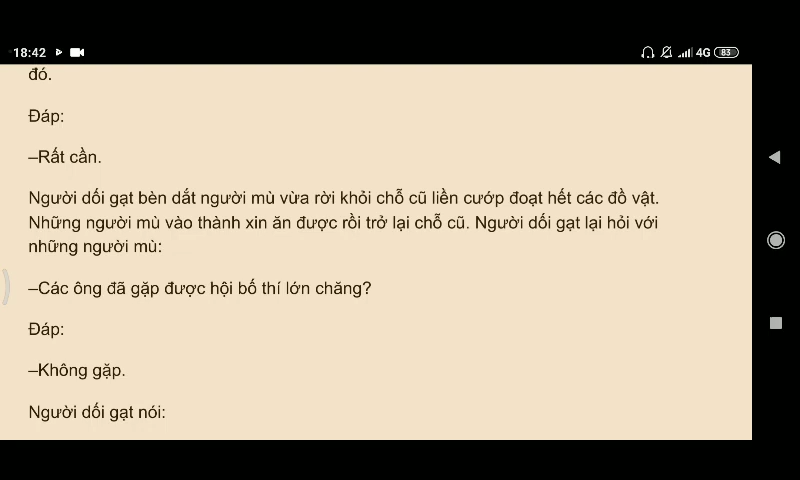 18:42
4G 83
đó.
Đáp:
–Rất cần.
Người dối gạt bèn dắt người mù vừa rời khỏi chỗ cũ liền cướp đoạt hết các đồ vật.
Những người mù vào thành xin ăn được rồi trở lại chỗ cũ. Người dối gạt lại hỏi với
những người mù:
–Các ông đã gặp được hội bố thí lớn chăng?
Đáp:
–Không gặp.
Người dối gạt nói: